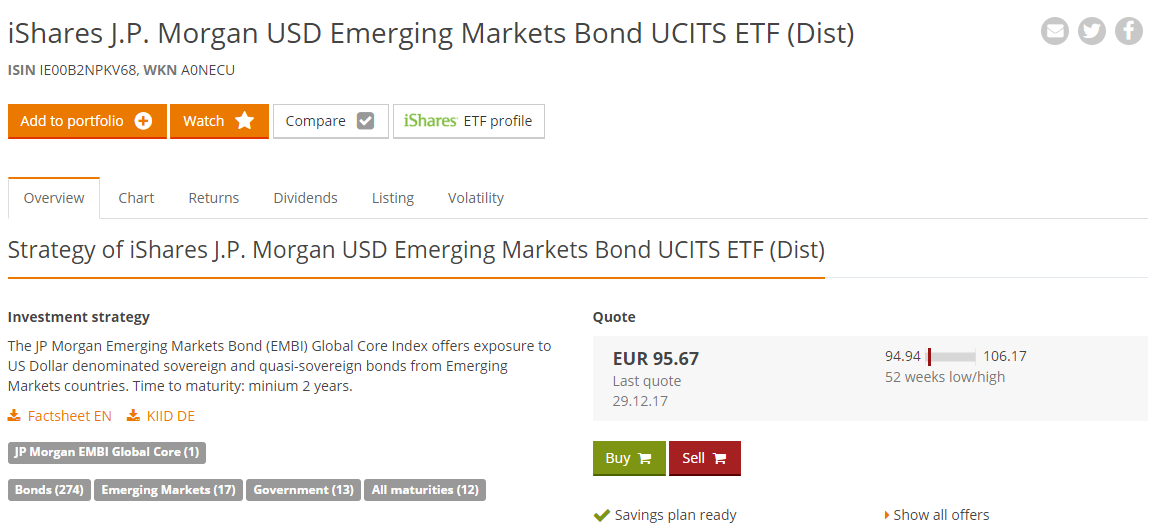 iShares J.P. Morgan USD Emerging Markets Bond UCITS ETF (Dist)
ISIN IE00B2NPKV68, WKN A0NECU
Add to portfolio
Watch
Compare
iShares ETF profile
Overview
Chart
Returns
Dividends
Listing
Volatility
Strategy of iShares J.P. Morgan USD Emerging Markets Bond UCITS ETF (Dist)
Investment strategy
The JP Morgan Emerging Markets Bond (EMBI) Global Core Index offers exposure to
US Dollar denominated sovereign and quasi-sovereign bonds from Emerging
Markets countries. Time to maturity: minium 2 years.
Factsheet EN
KIID DE
JP Morgan EMBI Global Core (1)
Bonds (274)
Emerging Markets (17)
Government (13)
All maturities (12)
Quote
EUR 95.67
Last quote
29.12.17
94.94
106.17
52 weeks low/high
Buy
Sell
Savings plan ready
Show all offers